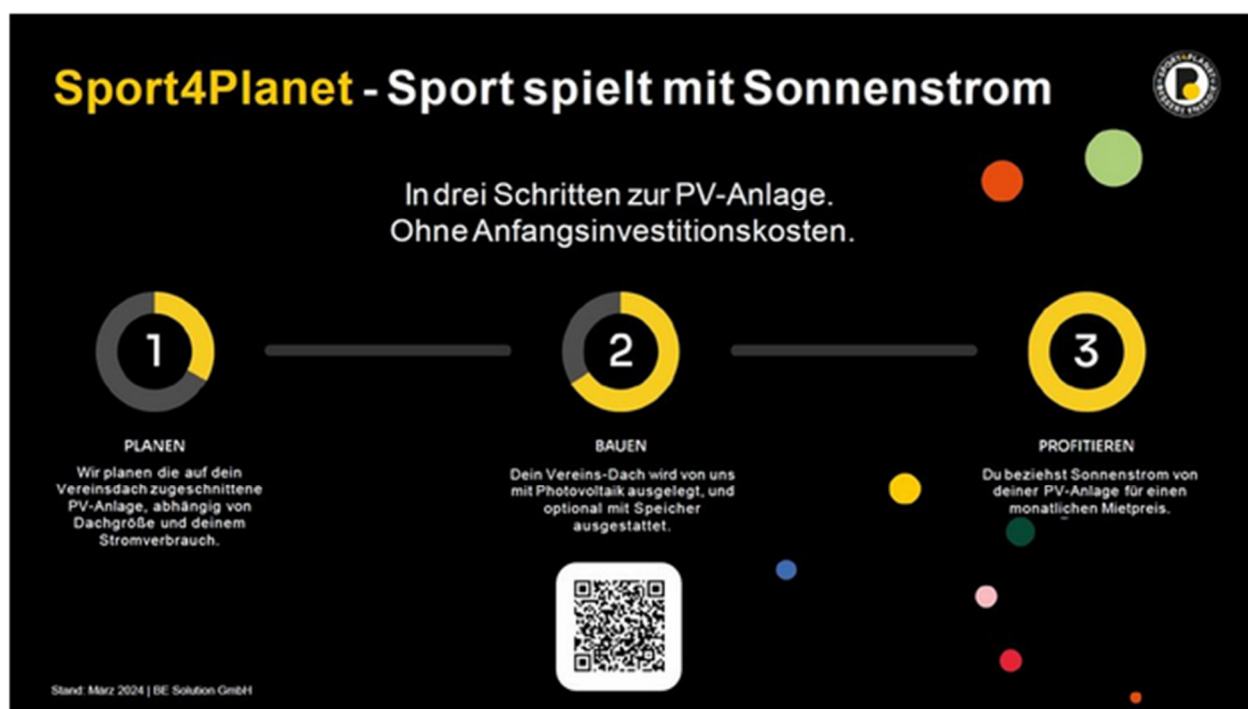 Sport4Planet - Sport spielt mit Sonnenstrom
In drei Schritten zur PV-Anlage.
Ohne Anfangsinvestitionskosten.
1
2
3
PLANEN
Wir planen die auf dein
Vereinsdach zugeschnittene
PV-Anlage, abhängig von
Dachgröße und deinem
Stromverbrauch.
BAUEN
Dein Vereins-Dach wird von uns
mit Photovoltaik ausgelegt, und
optional mit Speicher
ausgestattet.
PROFITIEREN
Du beziehst Sonnenstrom von
deiner PV-Anlage für einen
monatlichen Mietpreis.
Stand: März 2024 | BE Solution GmbH